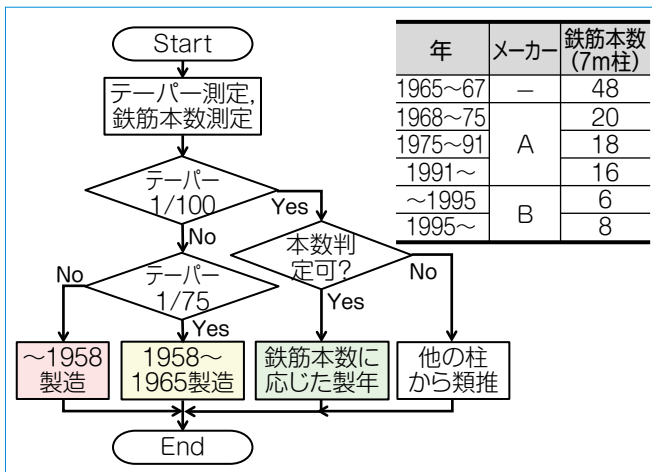 Start
テーパー測定,
鉄筋本数測定
テーパー
1/100
Yes
No
本数判
定可?
No
テーパー
1/75
No
Yes
Yes
~1958
製造
1958~
1965製造
鉄筋本数に
応じた製年
他の柱
から類推
End
年 メーカー 鉄筋本数
(7m柱)
1965~67 − 48
1968~75 20
1975~91 A 18
1991~ 16
~1995 B 6
1995~ 8